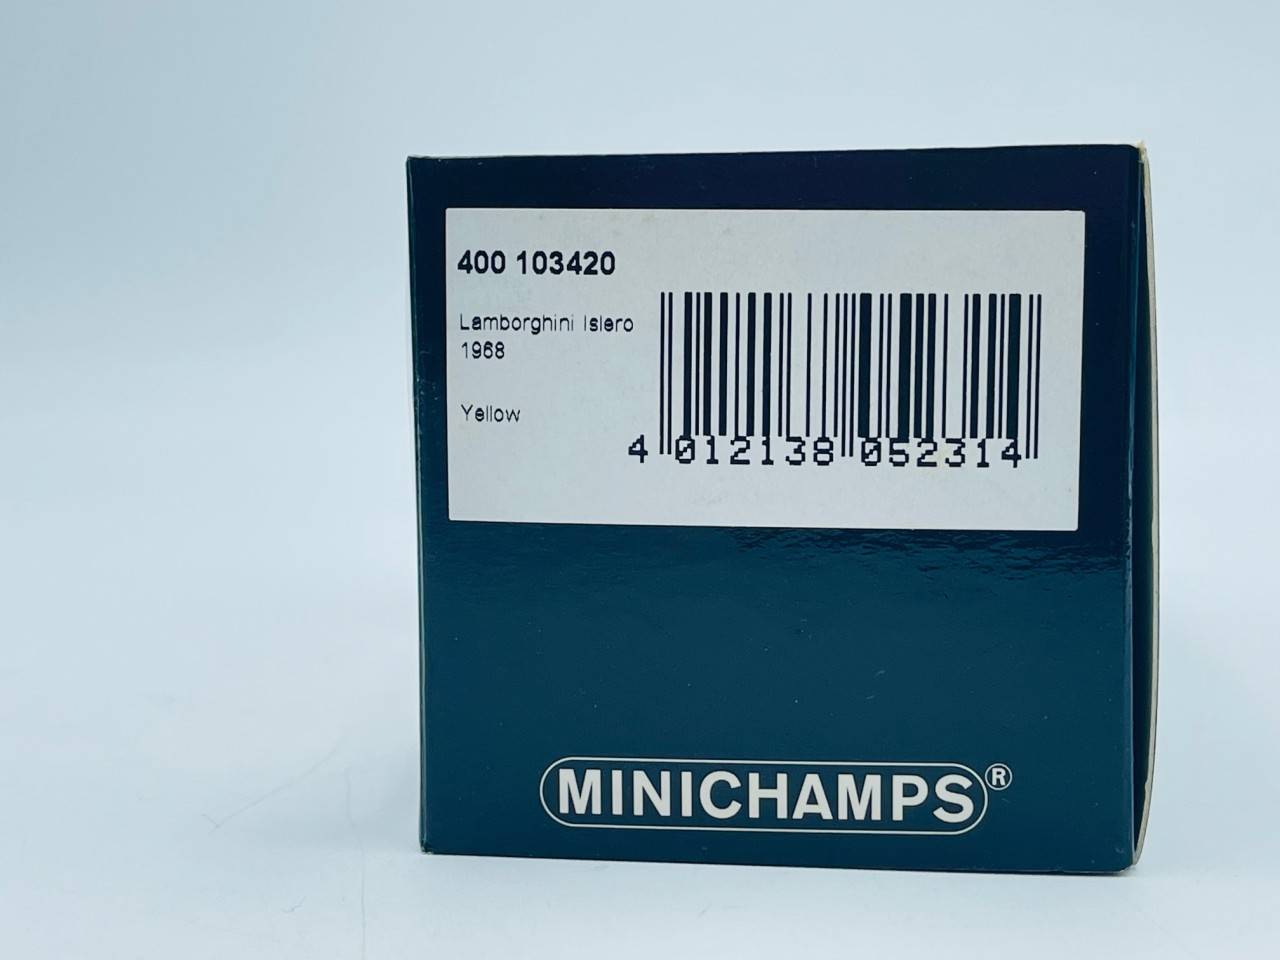 400 103420
Lamborghini Islero
1968
Yellow
4 012138 052314
MINICHAMPS®